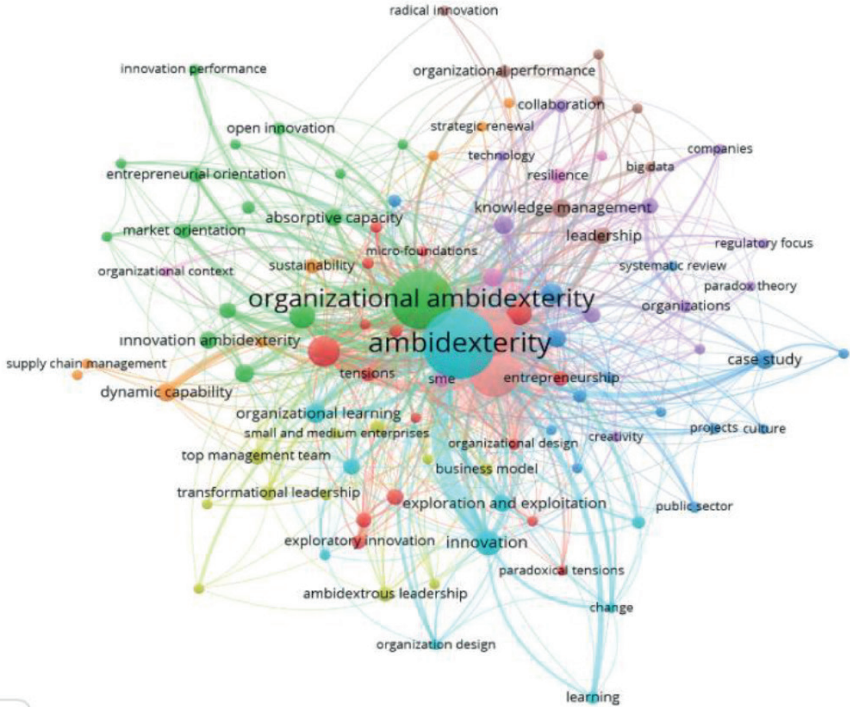 radical innovation
innovation performance
organizational performance
collaboration
open innovation
strategic renewal
companies
technology
big data
entrepreneurial orientation
resilience
knowledge management
absorptive capacity
market orientation
leadership
regulatory focus
micro-foundations
organizational context
sustainability
systematic review
paradox theory
organizational ambidexterity
organizations
innovation ambidexterity
ambidexterity
case study
supply chain management
tensions
sme
entrepreneurship
dynamic capability
organizational learning
projects
culture
small and medium enterprises
creativity
organizational design
top management team
business model
transformational leadership
exploration and exploitation
public sector
exploratory innovation
innovation
paradoxical tensions
ambidextrous leadership
change
organization design
learning